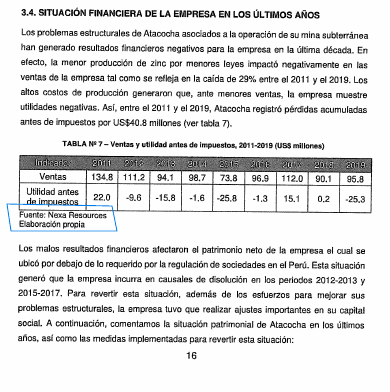 3.4. SITUACIÓN FINANCIERA DE LA EMPRESA EN LOS ÚLTIMOS AÑOS
Los problemas estructurales de Atacocha asociados a la operación de su mina subterránea
han generado resultados financieros negativos para la empresa en la última década. En
efecto, la menor producción de zinc por menores leyes impactó negativamente en las
ventas de la empresa tal como se refleja en la caída de 29% entre el 2011 y el 2019. Los
altos costos de producción generaron que, ante menores ventas, la empresa muestre
utilidades negativas. Así, entre el 2011 y el 2019, Atacocha registró pérdidas acumuladas
antes de impuestos por US$40.8 millones (ver tabla 7).
TABLA Nº 7 – Ventas y utilidad antes de impuestos, 2011-2019 (US$ millones)
Indicador 2011 2012 2013 2014 2015 2016 2017 2018 2019
Ventas 134.8 111.2 94.1 98.7 73.8 96.9 112.0 90.1 95.8
Utilidad antes
de impuestos 22.0 -9.6 -15.8 -1.6 -25.8 -1.3 15.1 0.2 -25.3
Fuente: Nexa Resources
Elaboración propia
Los malos resultados financieros afectaron el patrimonio neto de la empresa el cual se
ubicó por debajo de lo requerido por la regulación de sociedades en el Perú. Esta situación
generó que la empresa incurra en causales de disolución en los periodos 2012-2013 y
2015-2017. Para revertir esta situación, además de los esfuerzos para mejorar sus
problemas estructurales, la empresa tuvo que realizar ajustes importantes en su capital
social. A continuación, comentamos la situación patrimonial de Atacocha en los últimos
años, así como las medidas implementadas para revertir esta situación:
16